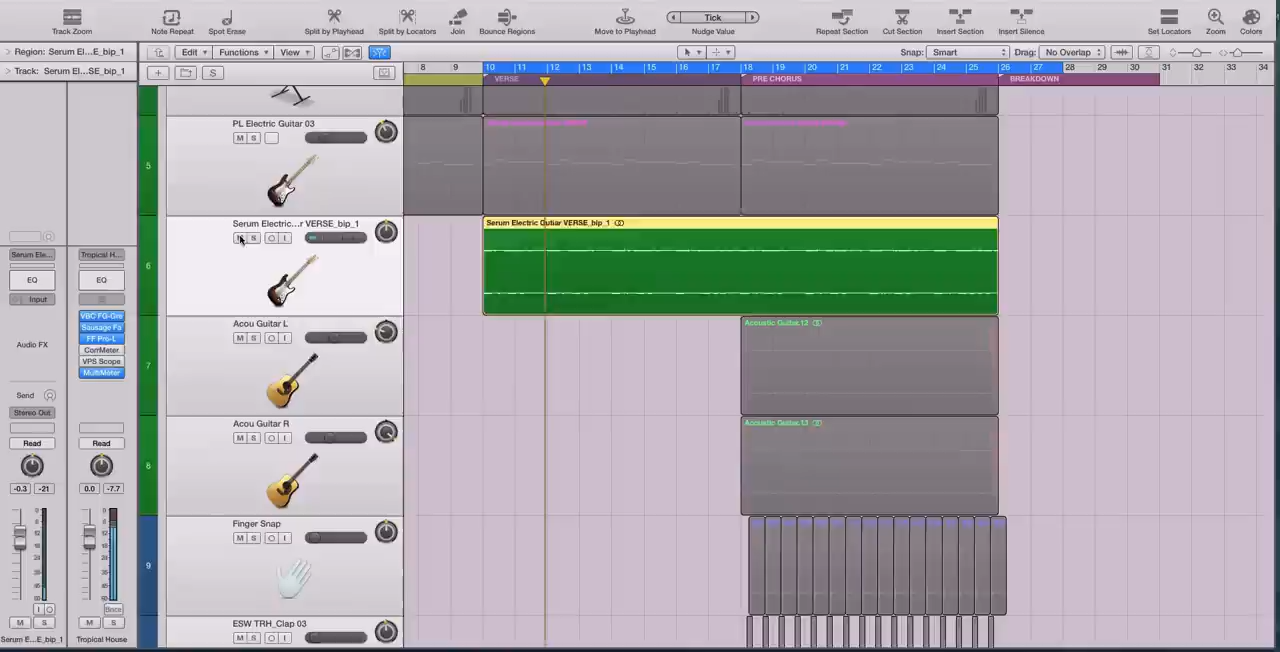 Tick
Track Zoom
Note Repeat
Spot Erase
Split by Playhead
Split by Locators
Join
Bounce Regions
Move to Playhead
Nudge Value
Repeat Section
Cut Section
Insert Section
Insert Silence
Set Locators
Zoom
Colors
Region: Serum El...E_bip_1
Edit
Functions
View
Snap: Smart
Drag: No Overlap
Track: Serum El...SE_bip_1
+
S
8 9 10 11 12 13 14 15 16 17 18 19 20 21 22 23 24 25 26 27 28 29 30 31 32 33 34
VERSE
PRE CHORUS
BREAKDOWN
5
PL Electric Guitar 03
M S
6
Serum Electric...r VERSE_bip_1
S I
Serum Electric Gutiar VERSE_bip_1
7
Acou Guitar L
M S I
Acoustic Guitar.12
8
Acou Guitar R
M S I
Acoustic Guitar.13
9
Finger Snap
M S I
ESW TRH_Clap 03
M S I
Serum Ele...
Tropical H...
EQ
EQ
Input
VBC FG-Gre
Sausage Fa
FF Pro-L
CorrMeter
VPS Scope
MultiMeter
Audio FX
Send
Stereo Out
Read
Read
-0.3 -21
0.0 -7.7
I
Bnce
M S
M S
Serum E...E_bip_1
Tropical House